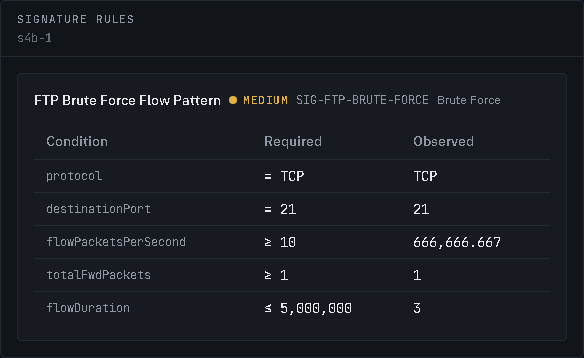 SIGNATURE RULES
s4b-1
FTP Brute Force Flow Pattern MEDIUM SIG-FTP-BRUTE-FORCE Brute Force
Condition Required Observed
protocol = TCP TCP
destinationPort = 21 21
flowPacketsPerSecond ≥ 10 666,666.667
totalFwdPackets ≥ 1 1
flowDuration ≤ 5,000,000 3